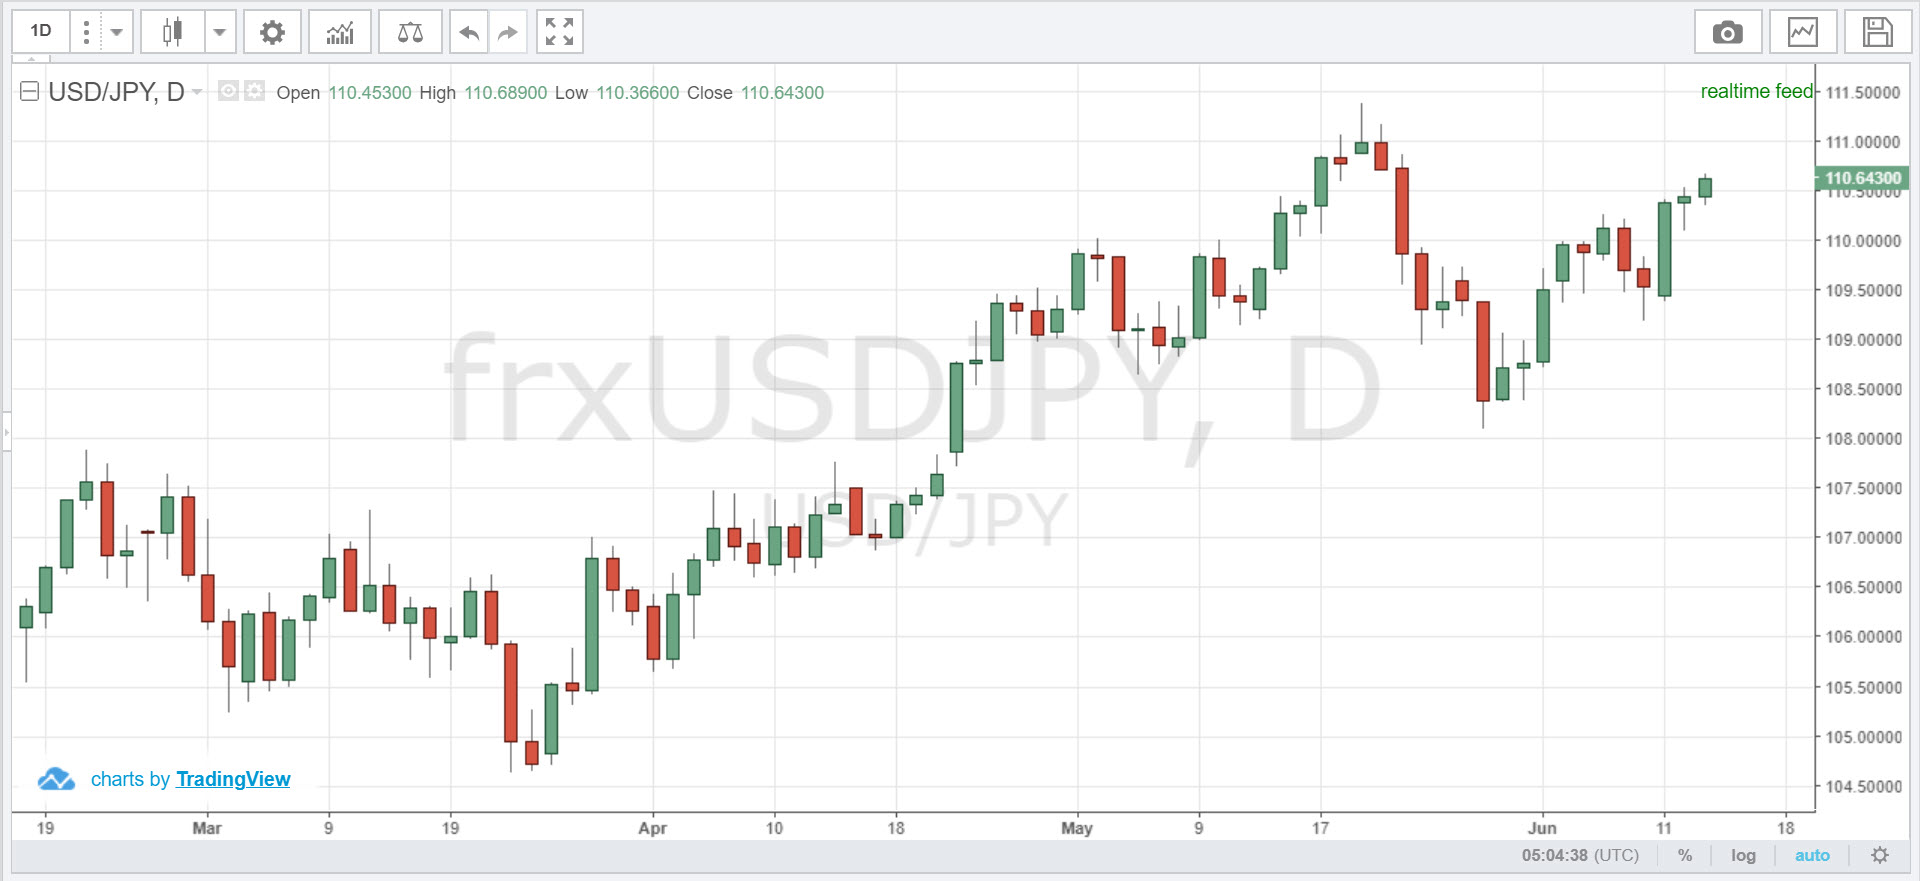 1D
USD/JPY, D Open 110.45300 High 110.68900 Low 110.36600 Close 110.64300
realtime feed
111.50000
111.00000
110.64300
110.50000
110.00000
109.50000
109.00000
108.50000
108.00000
107.50000
107.00000
106.50000
106.00000
105.50000
105.00000
104.50000
frxUSDJPY, D
USD/JPY
charts by TradingView
19 Mar 9 19 Apr 10 18 May 9 17 Jun 11 18
05:04:38 (UTC) % log auto